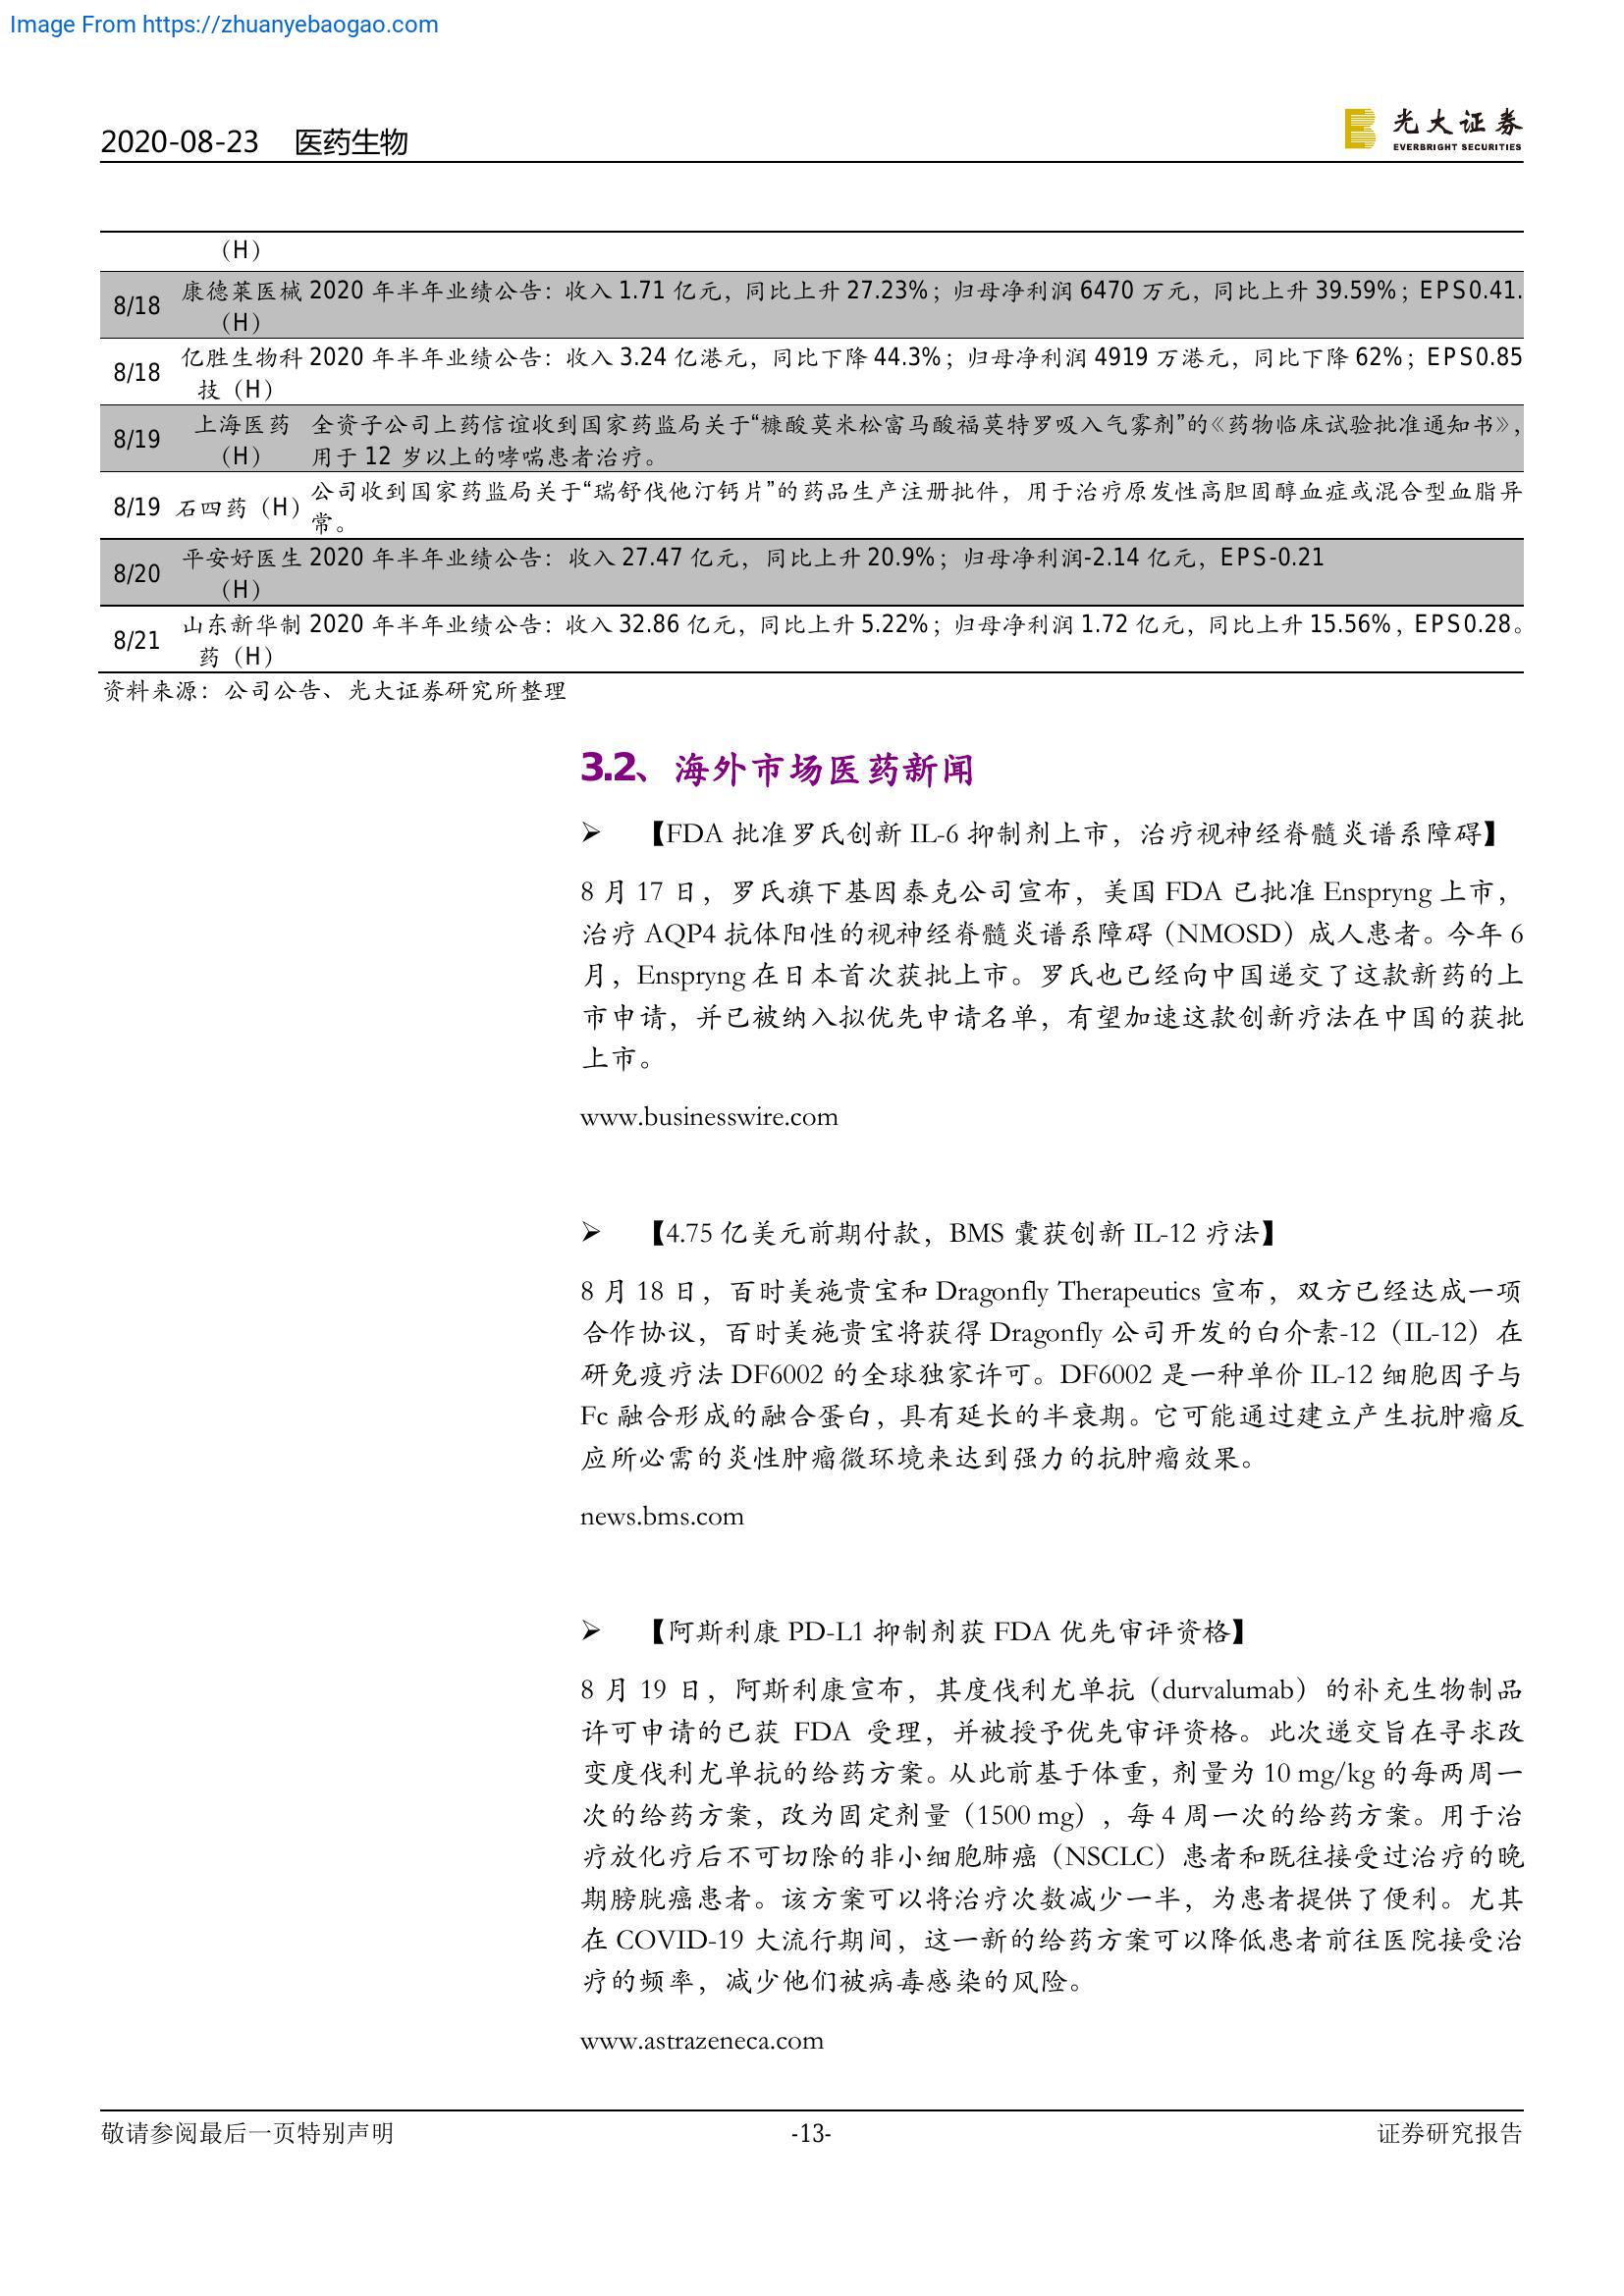 Image From https://zhuanyebaogao.com
2020-08-23 医药生物
光大证券
EVERBRIGHT SECURITIES
（H）
8/18 康德莱医械（H） 2020 年半年业绩公告：收入 1.71 亿元，同比上升 27.23%；归母净利润 6470 万元，同比上升 39.59%；EPS0.41.
8/18 亿胜生物科技（H） 2020 年半年业绩公告：收入 3.24 亿港元，同比下降 44.3%；归母净利润 4919 万港元，同比下降 62%；EPS0.85
8/19 上海医药（H） 全资子公司上药信谊收到国家药监局关于“糠酸莫米松富马酸福莫特罗吸入气雾剂”的《药物临床试验批准通知书》，
用于 12 岁以上的哮喘患者治疗。
8/19 石四药（H） 公司收到国家药监局关于“瑞舒伐他汀钙片”的药品生产注册批件，用于治疗原发性高胆固醇血症或混合型血脂异
常。
8/20 平安好医生（H） 2020 年半年业绩公告：收入 27.47 亿元，同比上升 20.9%；归母净利润-2.14 亿元，EPS-0.21
8/21 山东新华制药（H） 2020 年半年业绩公告：收入 32.86 亿元，同比上升 5.22%；归母净利润 1.72 亿元，同比上升 15.56%，EPS0.28。
资料来源：公司公告、光大证券研究所整理
3.2、海外市场医药新闻
➢ 【FDA 批准罗氏创新 IL-6 抑制剂上市，治疗视神经脊髓炎谱系障碍】
8 月 17 日，罗氏旗下基因泰克公司宣布，美国 FDA 已批准 Enspryng 上市，
治疗 AQP4 抗体阳性的视神经脊髓炎谱系障碍（NMOSD）成人患者。今年 6
月，Enspryng 在日本首次获批上市。罗氏也已经向中国递交了这款新药的上
市申请，并已被纳入拟优先申请名单，有望加速这款创新疗法在中国的获批
上市。
www.businesswire.com
➢ 【4.75 亿美元前期付款，BMS 囊获创新 IL-12 疗法】
8 月 18 日，百时美施贵宝和 Dragonfly Therapeutics 宣布，双方已经达成一项
合作协议，百时美施贵宝将获得 Dragonfly 公司开发的白介素-12（IL-12）在
研免疫疗法 DF6002 的全球独家许可。DF6002 是一种单价 IL-12 细胞因子与
Fc 融合形成的融合蛋白，具有延长的半衰期。它可能通过建立产生抗肿瘤反
应所必需的炎性肿瘤微环境来达到强力的抗肿瘤效果。
news.bms.com
➢ 【阿斯利康 PD-L1 抑制剂获 FDA 优先审评资格】
8 月 19 日，阿斯利康宣布，其度伐利尤单抗（durvalumab）的补充生物制品
许可申请的已获 FDA 受理，并被授予优先审评资格。此次递交旨在寻求改
变度伐利尤单抗的给药方案。从此前基于体重，剂量为 10 mg/kg 的每两周一
次的给药方案，改为固定剂量（1500 mg），每 4 周一次的给药方案。用于治
疗放化疗后不可切除的非小细胞肺癌（NSCLC）患者和既往接受过治疗的晚
期膀胱癌患者。该方案可以将治疗次数减少一半，为患者提供了便利。尤其
在 COVID-19 大流行期间，这一新的给药方案可以降低患者前往医院接受治
疗的频率，减少他们被病毒感染的风险。
www.astrazeneca.com
敬请参阅最后一页特别声明 -13- 证券研究报告